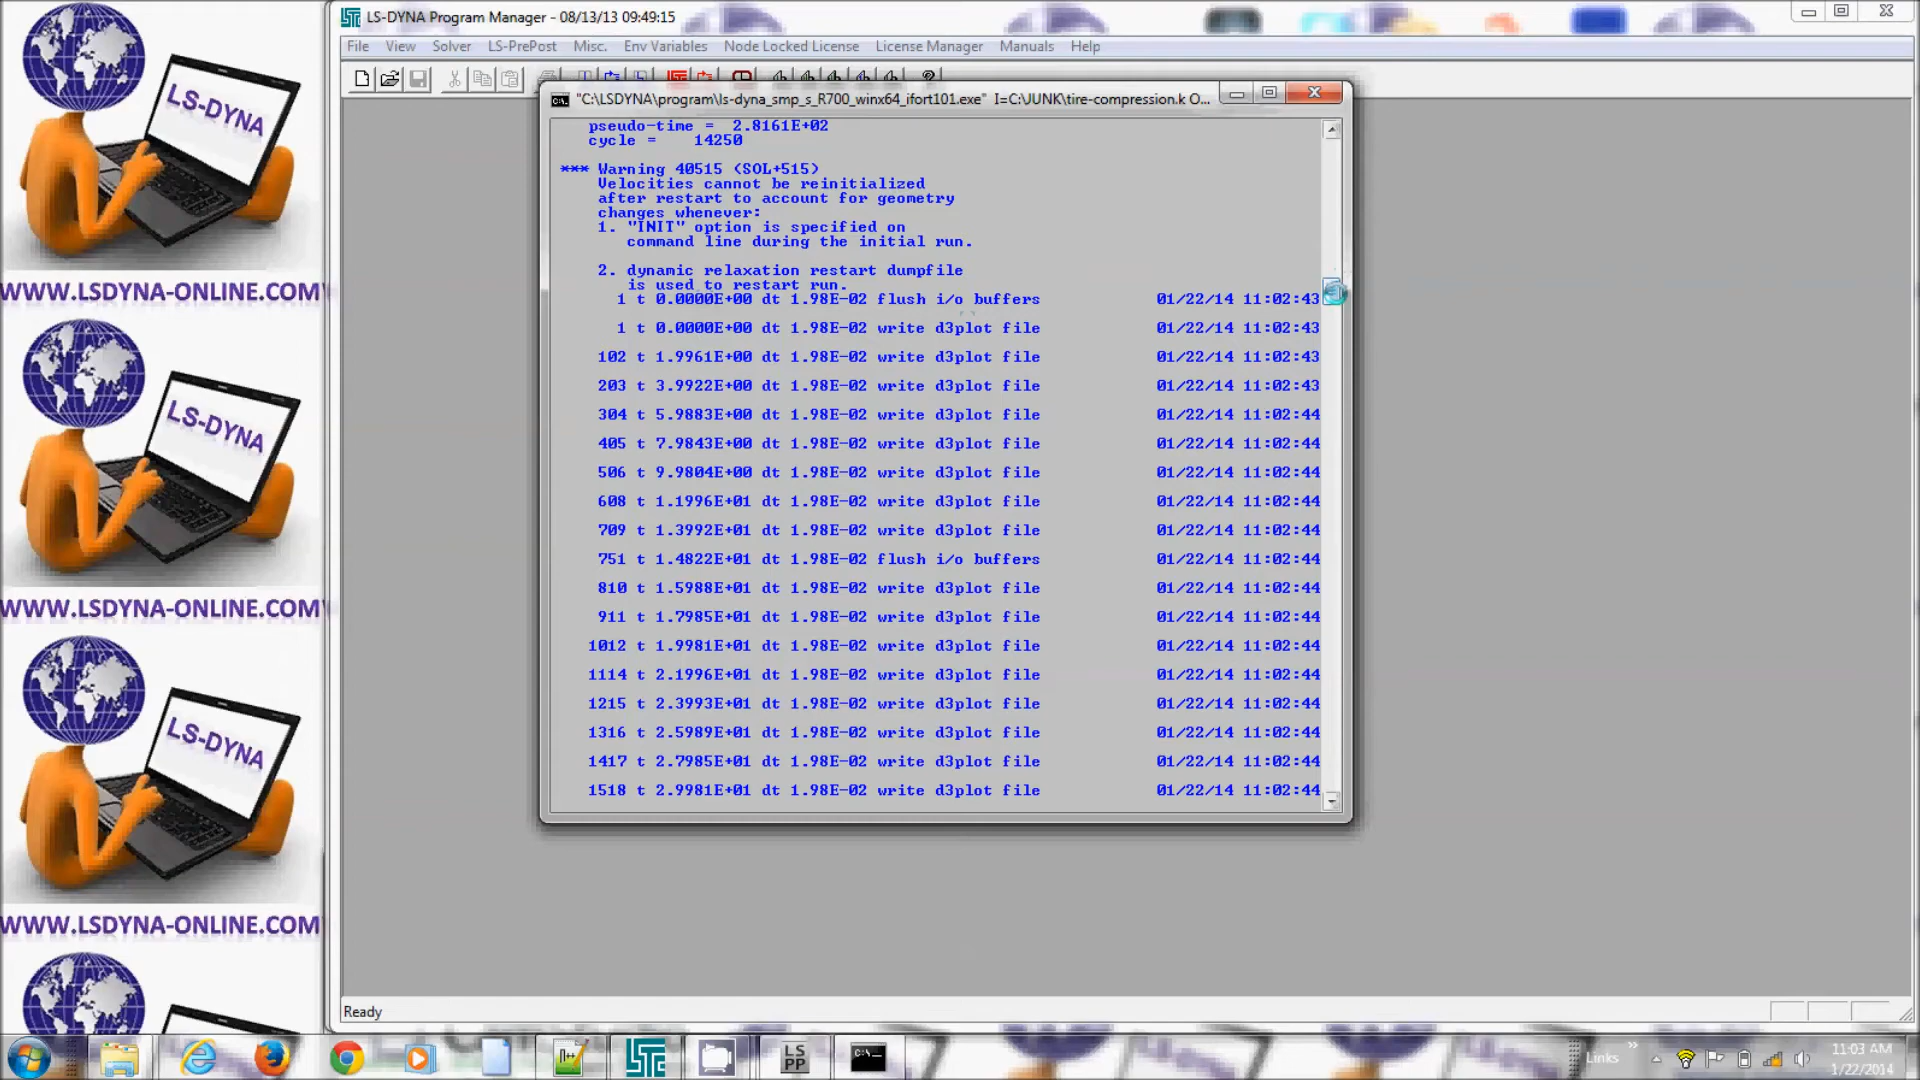 LS-DYNA Program Manager - 08/13/13 09:49:15
File View Solver LS-PrePost Misc. Env Variables Node Locked License License Manager Manuals Help
"C:\LSDYNA\program\ls-dyna_smp_s_R700_winx64_ifort101.exe" I=C:\JUNK\tire-compression.k O...
pseudo-time = 2.8161E+02
cycle = 14250
*** Warning 40515 (SOL+515)
Velocities cannot be reinitialized
after restart to account for geometry
changes whenever:
1. "INIT" option is specified on
command line during the initial run.
2. dynamic relaxation restart dumpfile
is used to restart run.
1 t 0.0000E+00 dt 1.98E-02 flush i/o buffers 01/22/14 11:02:43
1 t 0.0000E+00 dt 1.98E-02 write d3plot file 01/22/14 11:02:43
102 t 1.9961E+00 dt 1.98E-02 write d3plot file 01/22/14 11:02:43
203 t 3.9922E+00 dt 1.98E-02 write d3plot file 01/22/14 11:02:43
304 t 5.9883E+00 dt 1.98E-02 write d3plot file 01/22/14 11:02:44
405 t 7.9843E+00 dt 1.98E-02 write d3plot file 01/22/14 11:02:44
506 t 9.9804E+00 dt 1.98E-02 write d3plot file 01/22/14 11:02:44
608 t 1.1996E+01 dt 1.98E-02 write d3plot file 01/22/14 11:02:44
709 t 1.3992E+01 dt 1.98E-02 write d3plot file 01/22/14 11:02:44
751 t 1.4822E+01 dt 1.98E-02 flush i/o buffers 01/22/14 11:02:44
810 t 1.5988E+01 dt 1.98E-02 write d3plot file 01/22/14 11:02:44
911 t 1.7985E+01 dt 1.98E-02 write d3plot file 01/22/14 11:02:44
1012 t 1.9981E+01 dt 1.98E-02 write d3plot file 01/22/14 11:02:44
1114 t 2.1996E+01 dt 1.98E-02 write d3plot file 01/22/14 11:02:44
1215 t 2.3993E+01 dt 1.98E-02 write d3plot file 01/22/14 11:02:44
1316 t 2.5989E+01 dt 1.98E-02 write d3plot file 01/22/14 11:02:44
1417 t 2.7985E+01 dt 1.98E-02 write d3plot file 01/22/14 11:02:44
1518 t 2.9981E+01 dt 1.98E-02 write d3plot file 01/22/14 11:02:44
Ready
LS-DYNA
WWW.LSDYNA-ONLINE.COM
LS-DYNA
WWW.LSDYNA-ONLINE.COM
LS-DYNA
WWW.LSDYNA-ONLINE.COM
LS
PP
C:\_
Links
11:03 AM
1/22/2014